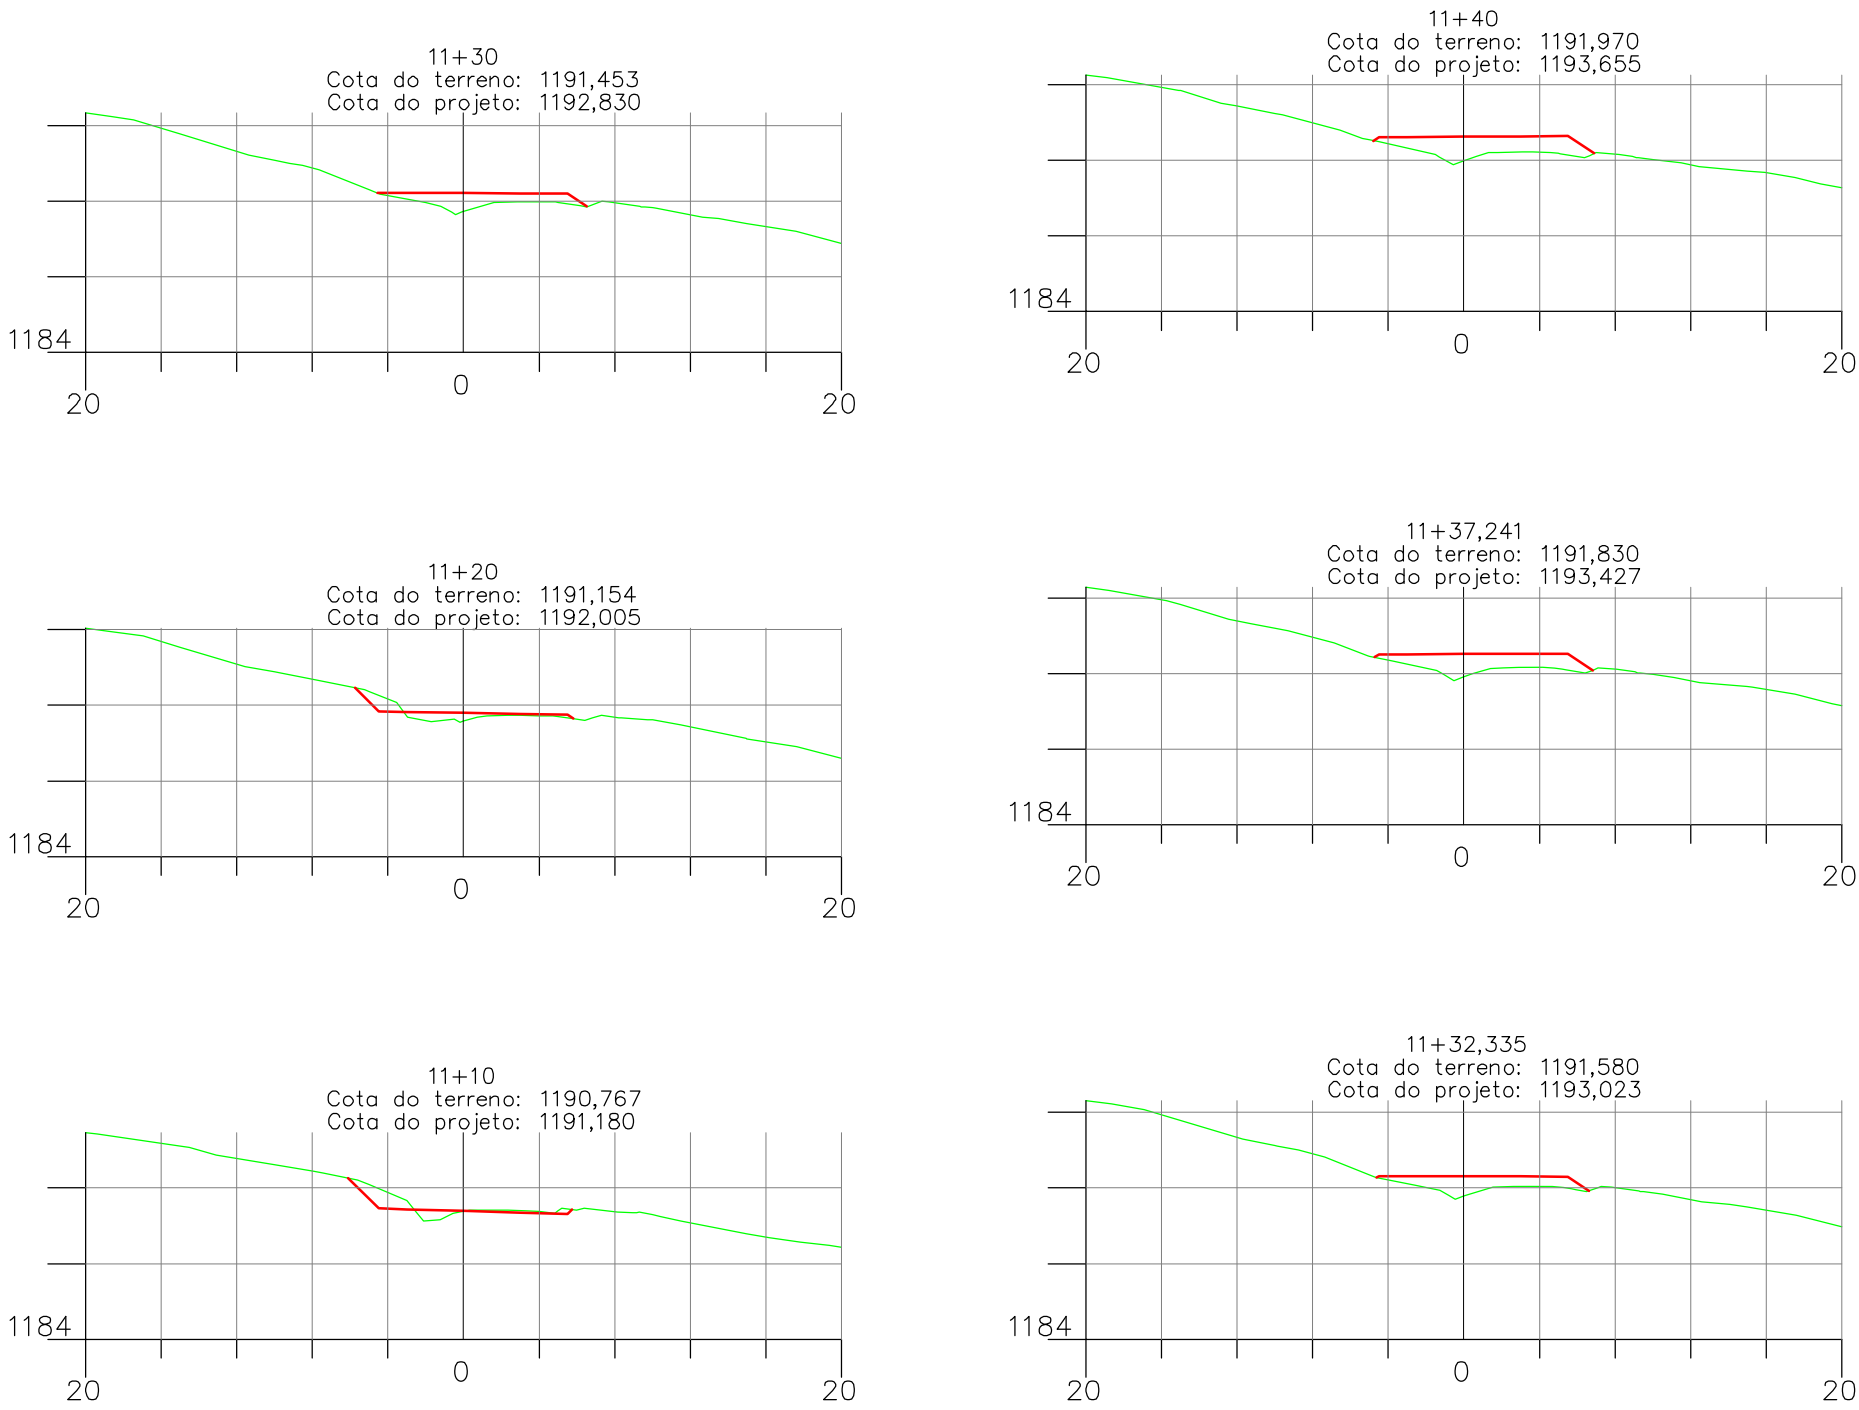 11+30
Cota do terreno: 1191,453
Cota do projeto: 1192,830
1184
0
20 20
11+20
Cota do terreno: 1191,154
Cota do projeto: 1192,005
1184
0
20 20
11+10
Cota do terreno: 1190,767
Cota do projeto: 1191,180
1184
0
20 20
11+40
Cota do terreno: 1191,970
Cota do projeto: 1193,655
1184
0
20 20
11+37,241
Cota do terreno: 1191,830
Cota do projeto: 1193,427
1184
0
20 20
11+32,335
Cota do terreno: 1191,580
Cota do projeto: 1193,023
1184
0
20 20